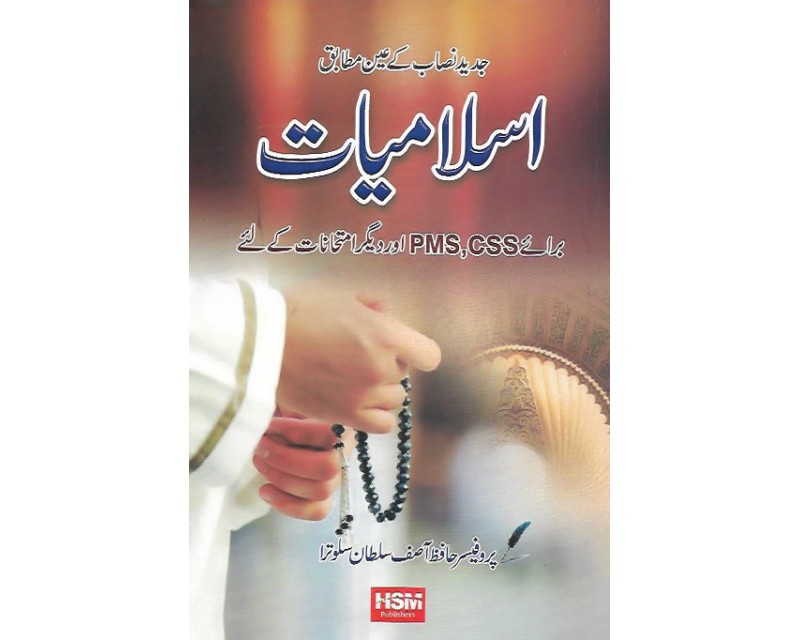 جدید نصاب کے عین مطابق
اسلامیات
برائے PMS, CSS اور دیگر امتحانات کے لئے
پروفیسر حافظ آصف سلطان سلوترا
HSM
Publishers